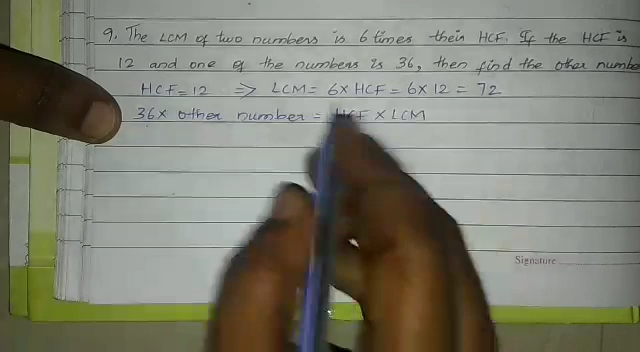 9. The LCM of two numbers is 6 times their HCF. If the HCF is
12 and one of the numbers is 36, then find the other numbe
HCF = 12 ⇒ LCM = 6 × HCF = 6 × 12 = 72
36 × other number = HCF × LCM
Signature